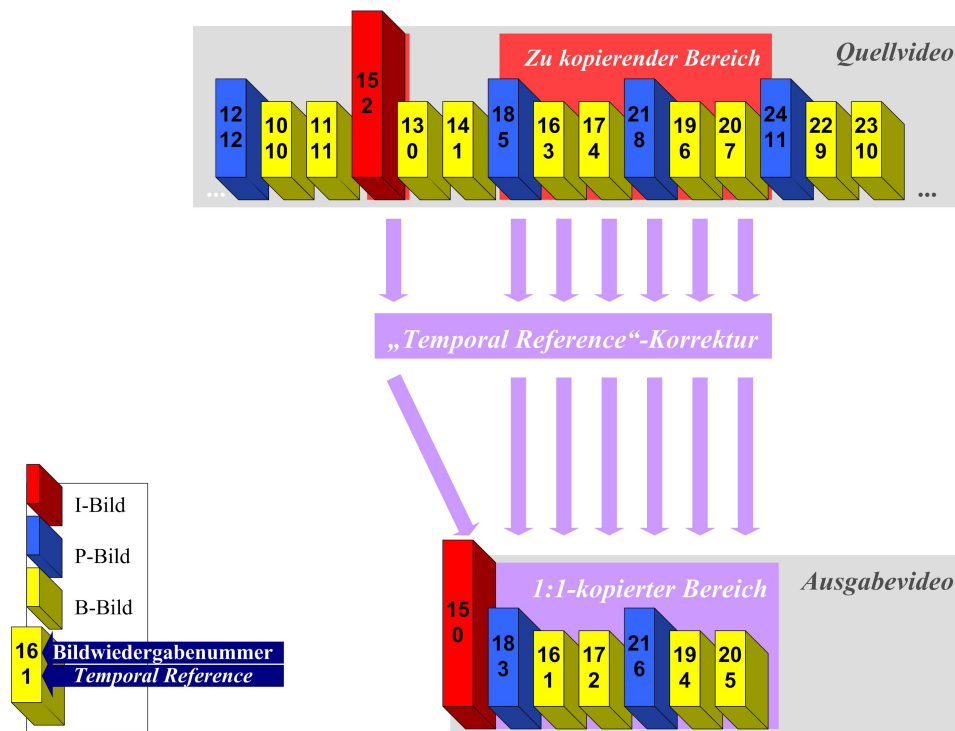 Zu kopierender Bereich
Quellvideo
12 10 11 15 13 14 18 16 17 21 19 20 24 22 23
12 10 11 2 0 1 5 3 4 8 6 7 11 9 10
... ...
„Temporal Reference“-Korrektur
I-Bild
P-Bild
B-Bild
16 Bildwiedergabenummer
1 Temporal Reference
1:1-kopierter Bereich
Ausgabevideo
15 18 16 17 21 19 20
0 3 1 2 6 4 5